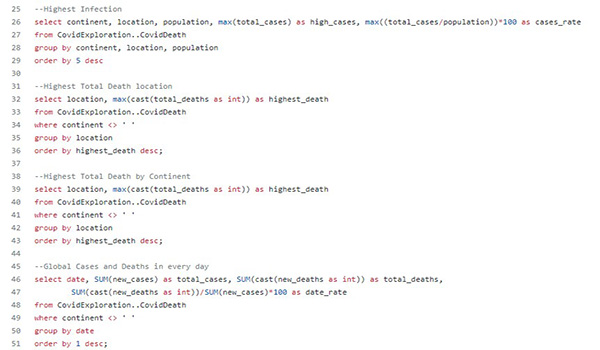 25 --Highest Infection
26 select continent, location, population, max(total_cases) as high_cases, max((total_cases/population))*100 as cases_rate
27 from CovidExploration..CovidDeath
28 group by continent, location, population
29 order by 5 desc
30
31 --Highest Total Death location
32 select location, max(cast(total_deaths as int)) as highest_death
33 from CovidExploration..CovidDeath
34 where continent <> ' '
35 group by location
36 order by highest_death desc;
37
38 --Highest Total Death by Continent
39 select location, max(cast(total_deaths as int)) as highest_death
40 from CovidExploration..CovidDeath
41 where continent <> ' '
42 group by location
43 order by highest_death desc;
44
45 --Global Cases and Deaths in every day
46 select date, SUM(new_cases) as total_cases, SUM(cast(new_deaths as int)) as total_deaths,
47 SUM(cast(new_deaths as int))/SUM(new_cases)*100 as date_rate
48 from CovidExploration..CovidDeath
49 where continent <> ' '
50 group by date
51 order by 1 desc;